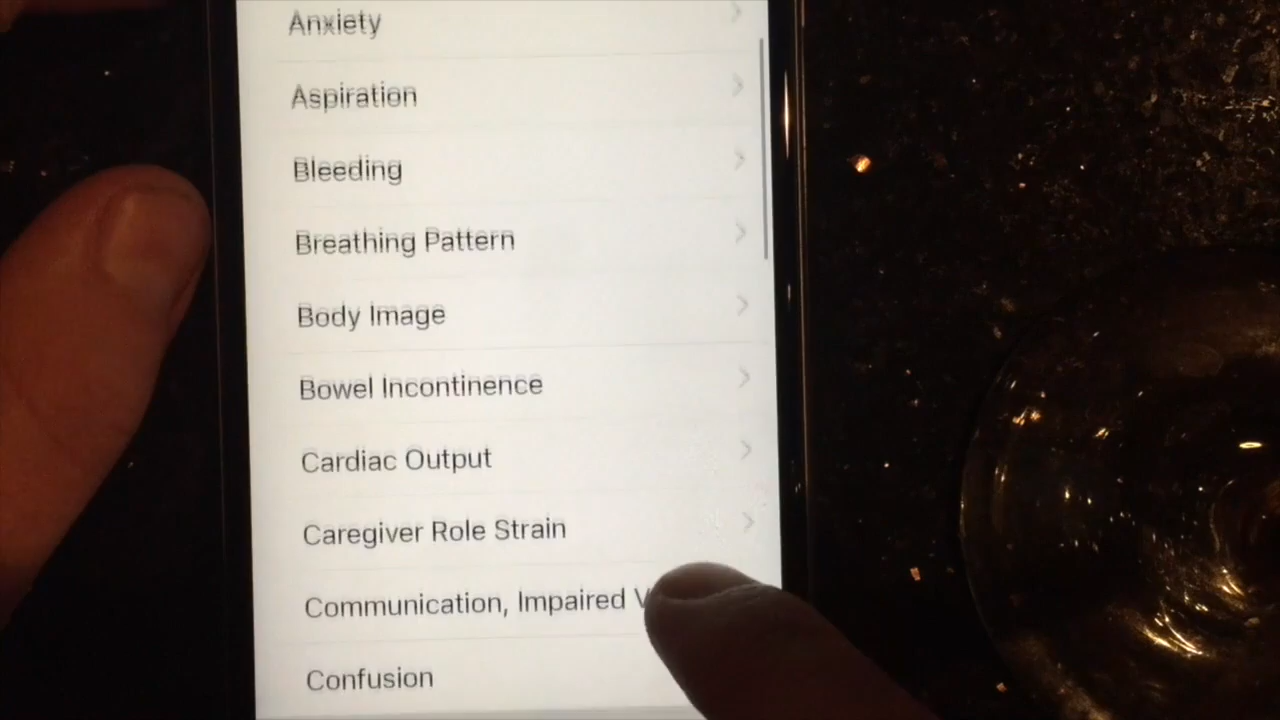 Anxiety
Aspiration
Bleeding
Breathing Pattern
Body Image
Bowel Incontinence
Cardiac Output
Caregiver Role Strain
Communication, Impaired
Confusion